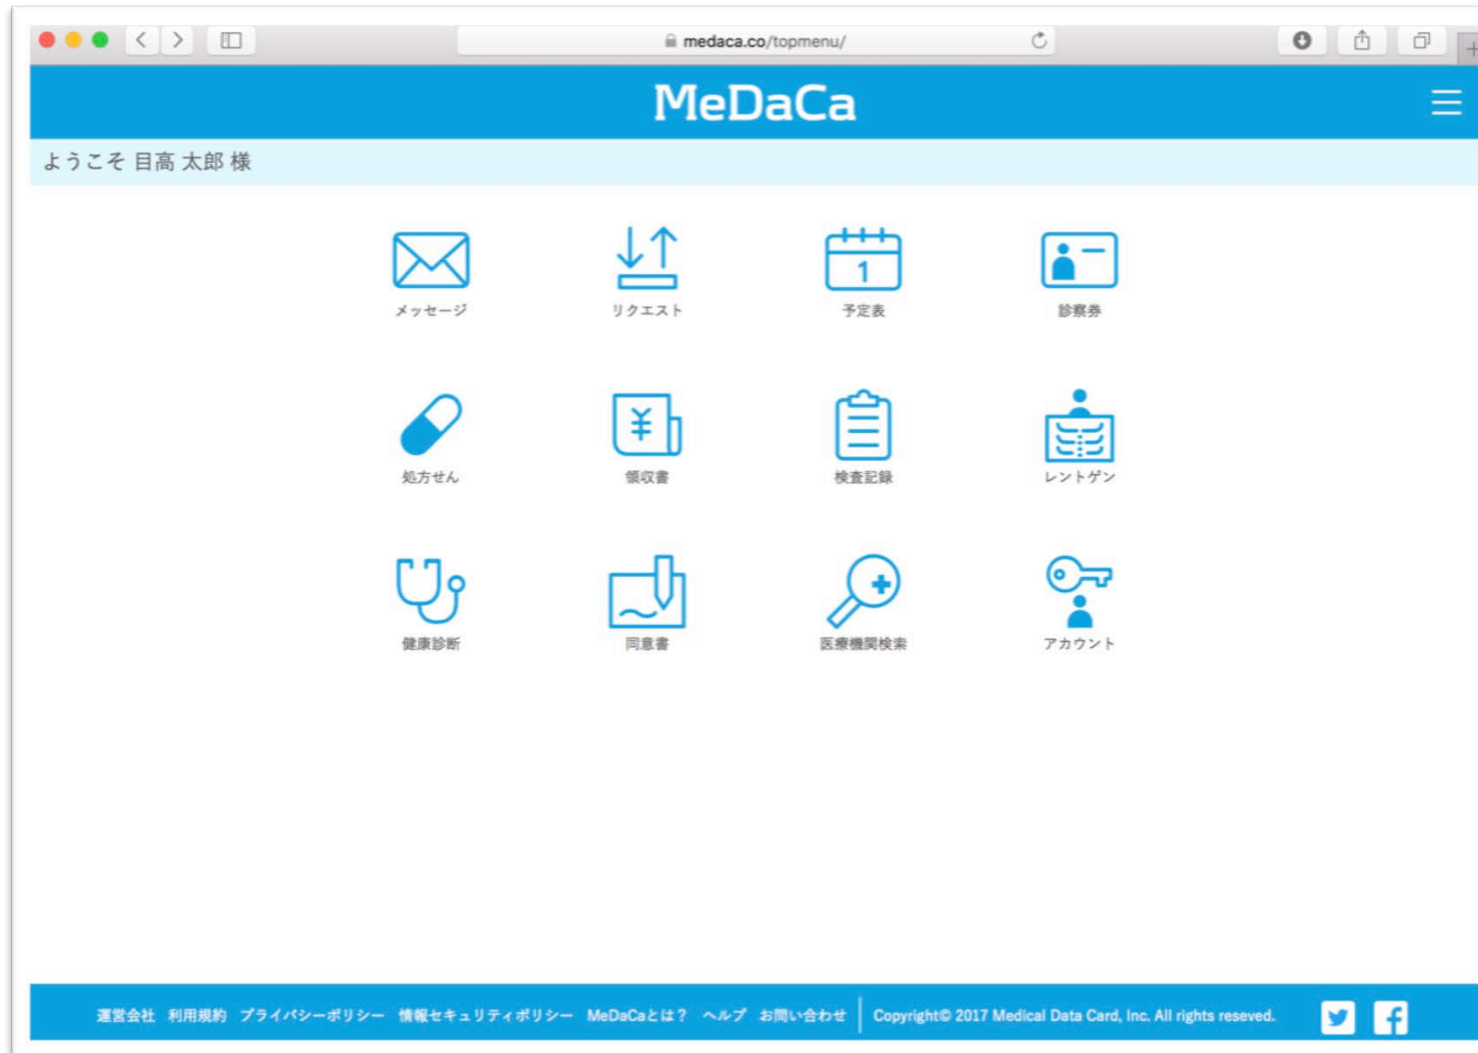 medaca.co/topmenu/
MeDaCa
ようこそ 目高 太郎 様
1
メッセージ リクエスト 予定表 診察券
¥
処方せん 領収書 検査記録 レントゲン
健康診断 同意書 医療機関検索 アカウント
運営会社 利用規約 プライバシーポリシー 情報セキュリティポリシー MeDaCaとは？ ヘルプ お問い合わせ Copyright© 2017 Medical Data Card, Inc. All rights reseved.